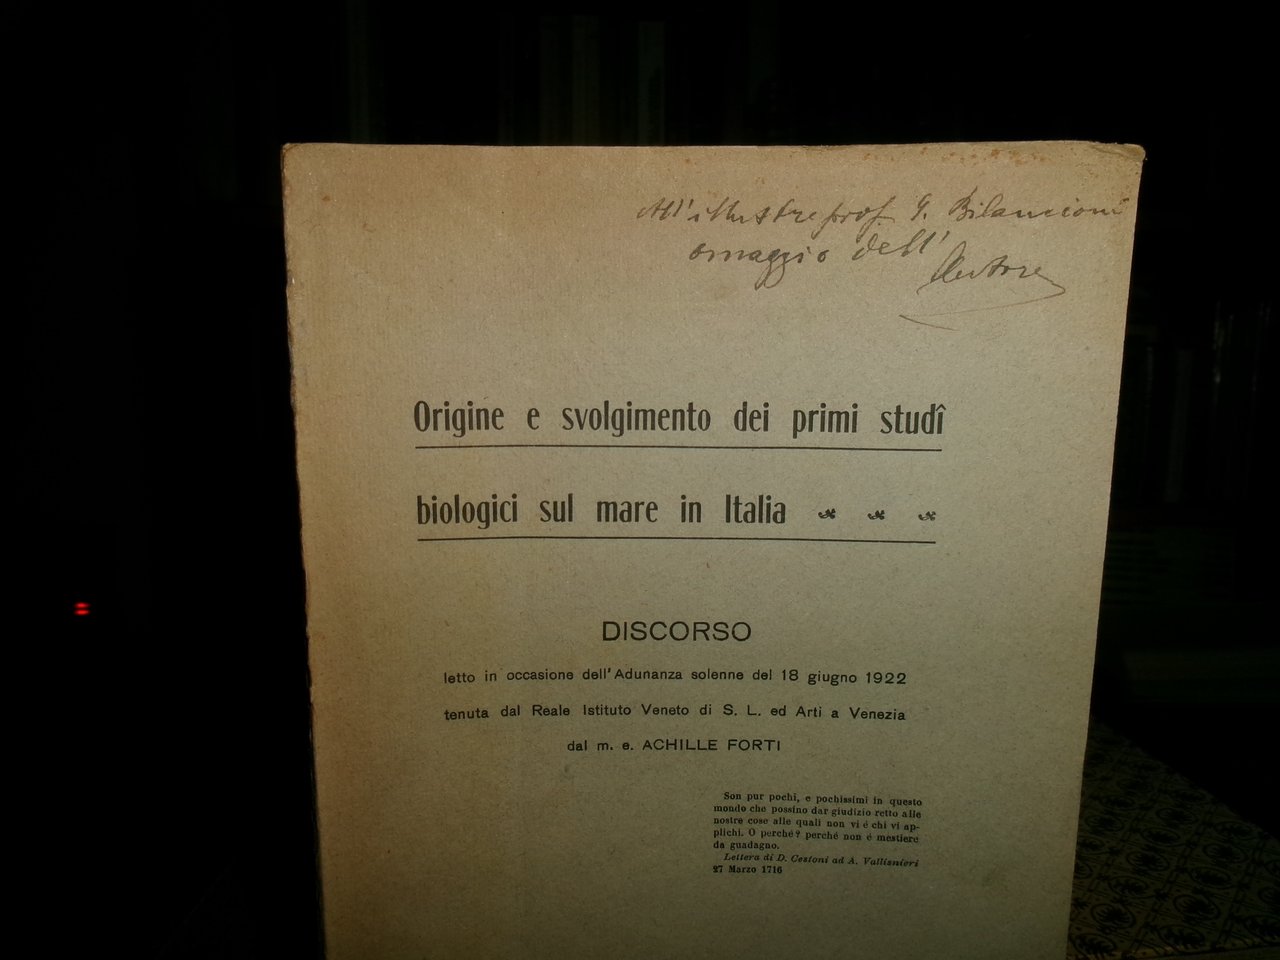 All'illustre prof G. Bilancioni
omaggio dell'
Autore
Origine e svolgimento dei primi studî
biologici sul mare in Italia
DISCORSO
letto in occasione dell'Adunanza solenne del 18 giugno 1922
tenuta dal Reale Istituto Veneto di S. L. ed Arti a Venezia
dal m. e. ACHILLE FORTI
Son pur pochi, e pochissimi in questo
mondo che possino dar giudizio retto alle
nostre cose alle quali non vi é chi vi ap-
plichi. O perché? perché non é mestiere
da guadagno.
Lettera di D. Cestoni ad A. Vallisnieri
27 Marzo 1716